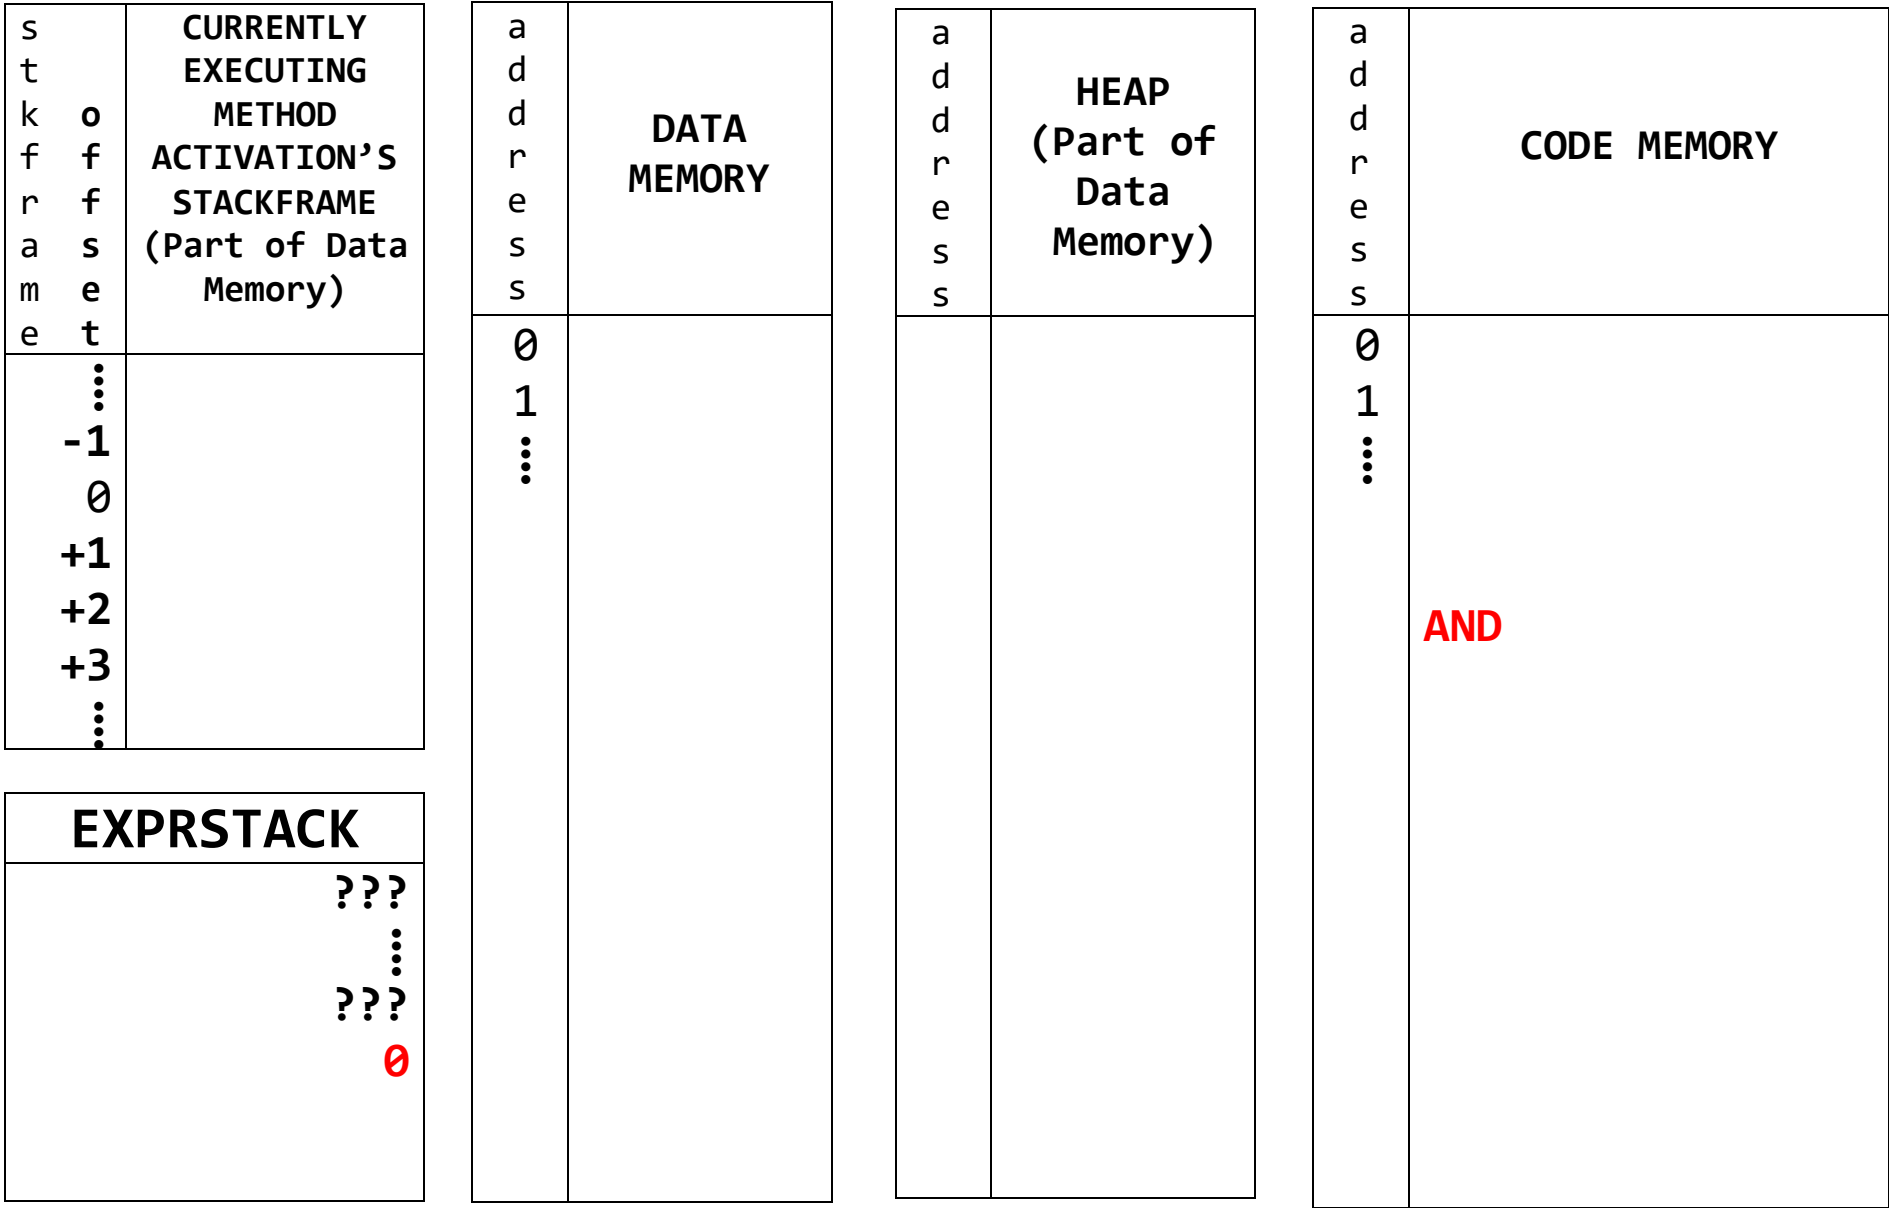 stkframe
offset
CURRENTLY
EXECUTING
METHOD
ACTIVATION’S
STACKFRAME
(Part of Data
Memory)
⋮
-1
0
+1
+2
+3
⋮
EXPRSTACK
???
⋮
???
0
address
DATA
MEMORY
0
1
⋮
address
HEAP
(Part of
Data
Memory)
address
CODE MEMORY
0
1
⋮
AND